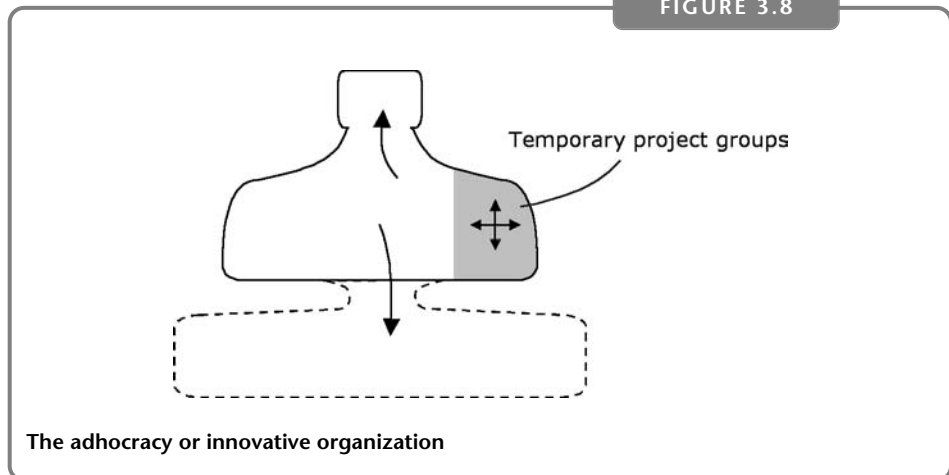 FIGURE 3.8
Temporary project groups
The adhocracy or innovative organization